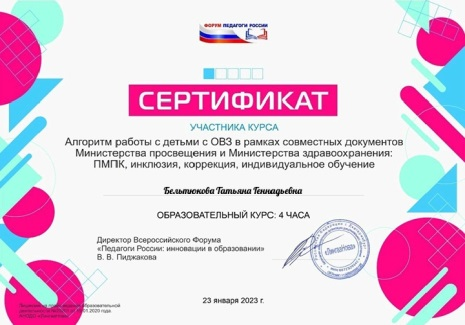 ФОРУМ ПЕДАГОГИ РОССИИ
СЕРТИФИКАТ
УЧАСТНИКА КУРСА
Алгоритм работы с детьми с ОВЗ в рамках совместных документов
Министерства просвещения и Министерства здравоохранения:
ПМПК, инклюзия, коррекция, индивидуальное обучение
Бельтюкова Татьяна Геннадьевна
ОБРАЗОВАТЕЛЬНЫЙ КУРС: 4 ЧАСА
Директор Всероссийского Форума
«Педагоги России: инновации в образовании»
В. В. Пиджакова
23 января 2023 г.